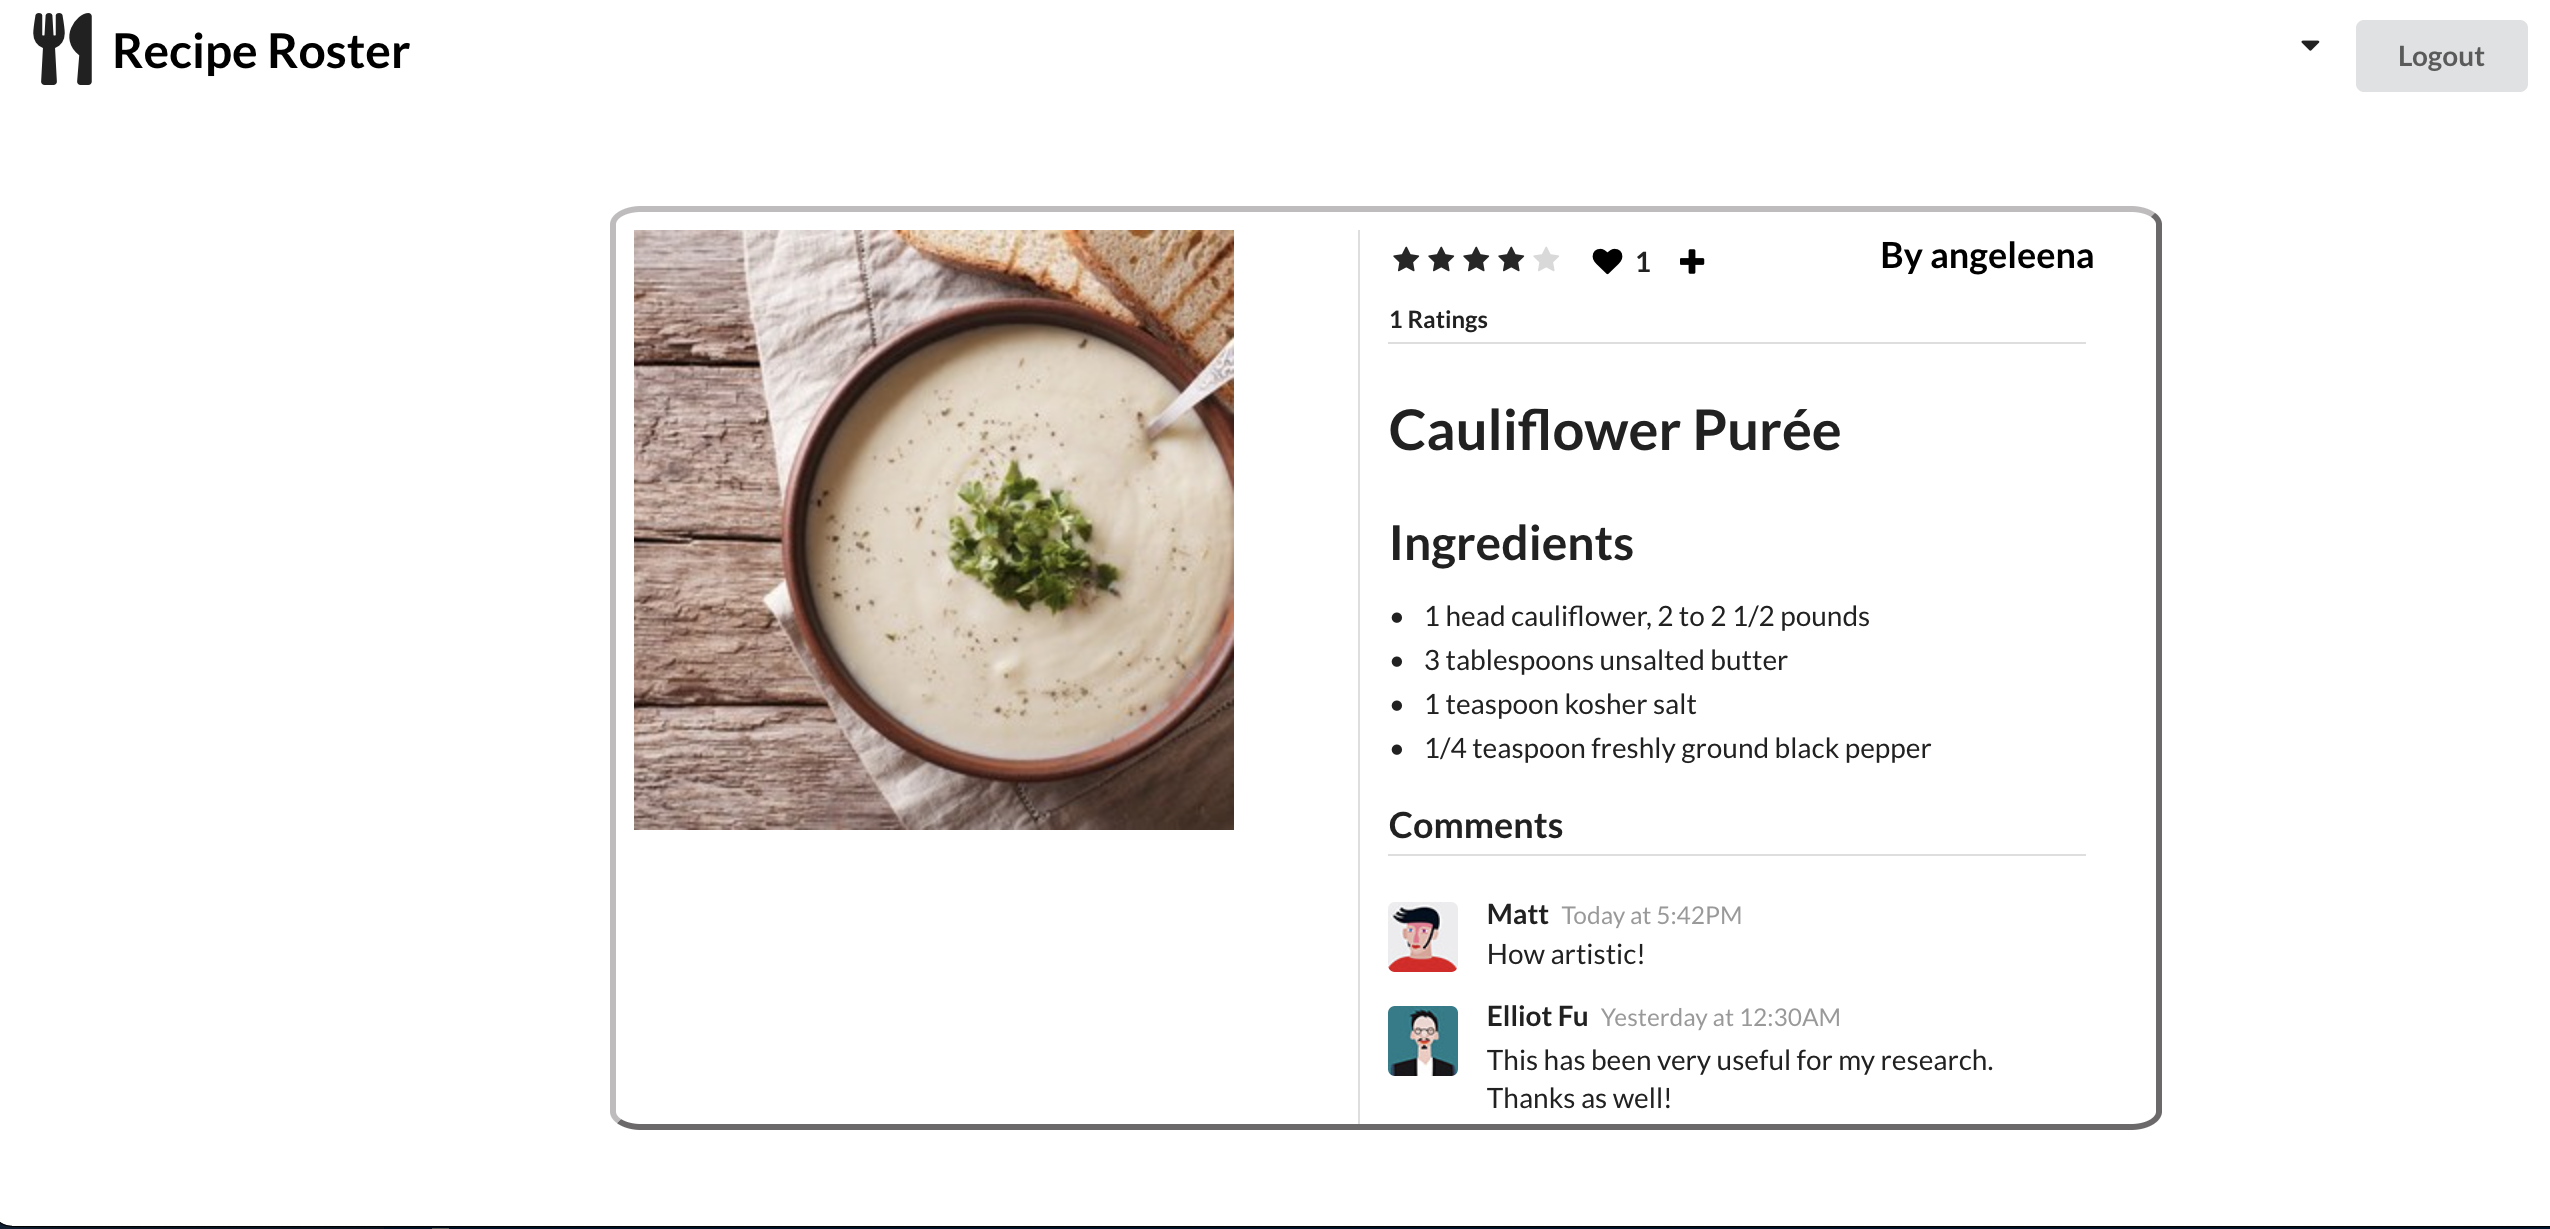 Recipe Roster
Logout
1
By angeleena
1 Ratings
Cauliflower Purée
Ingredients
1 head cauliflower, 2 to 2 1/2 pounds
3 tablespoons unsalted butter
1 teaspoon kosher salt
1/4 teaspoon freshly ground black pepper
Comments
Matt Today at 5:42PM
How artistic!
Elliot Fu Yesterday at 12:30AM
This has been very useful for my research.
Thanks as well!